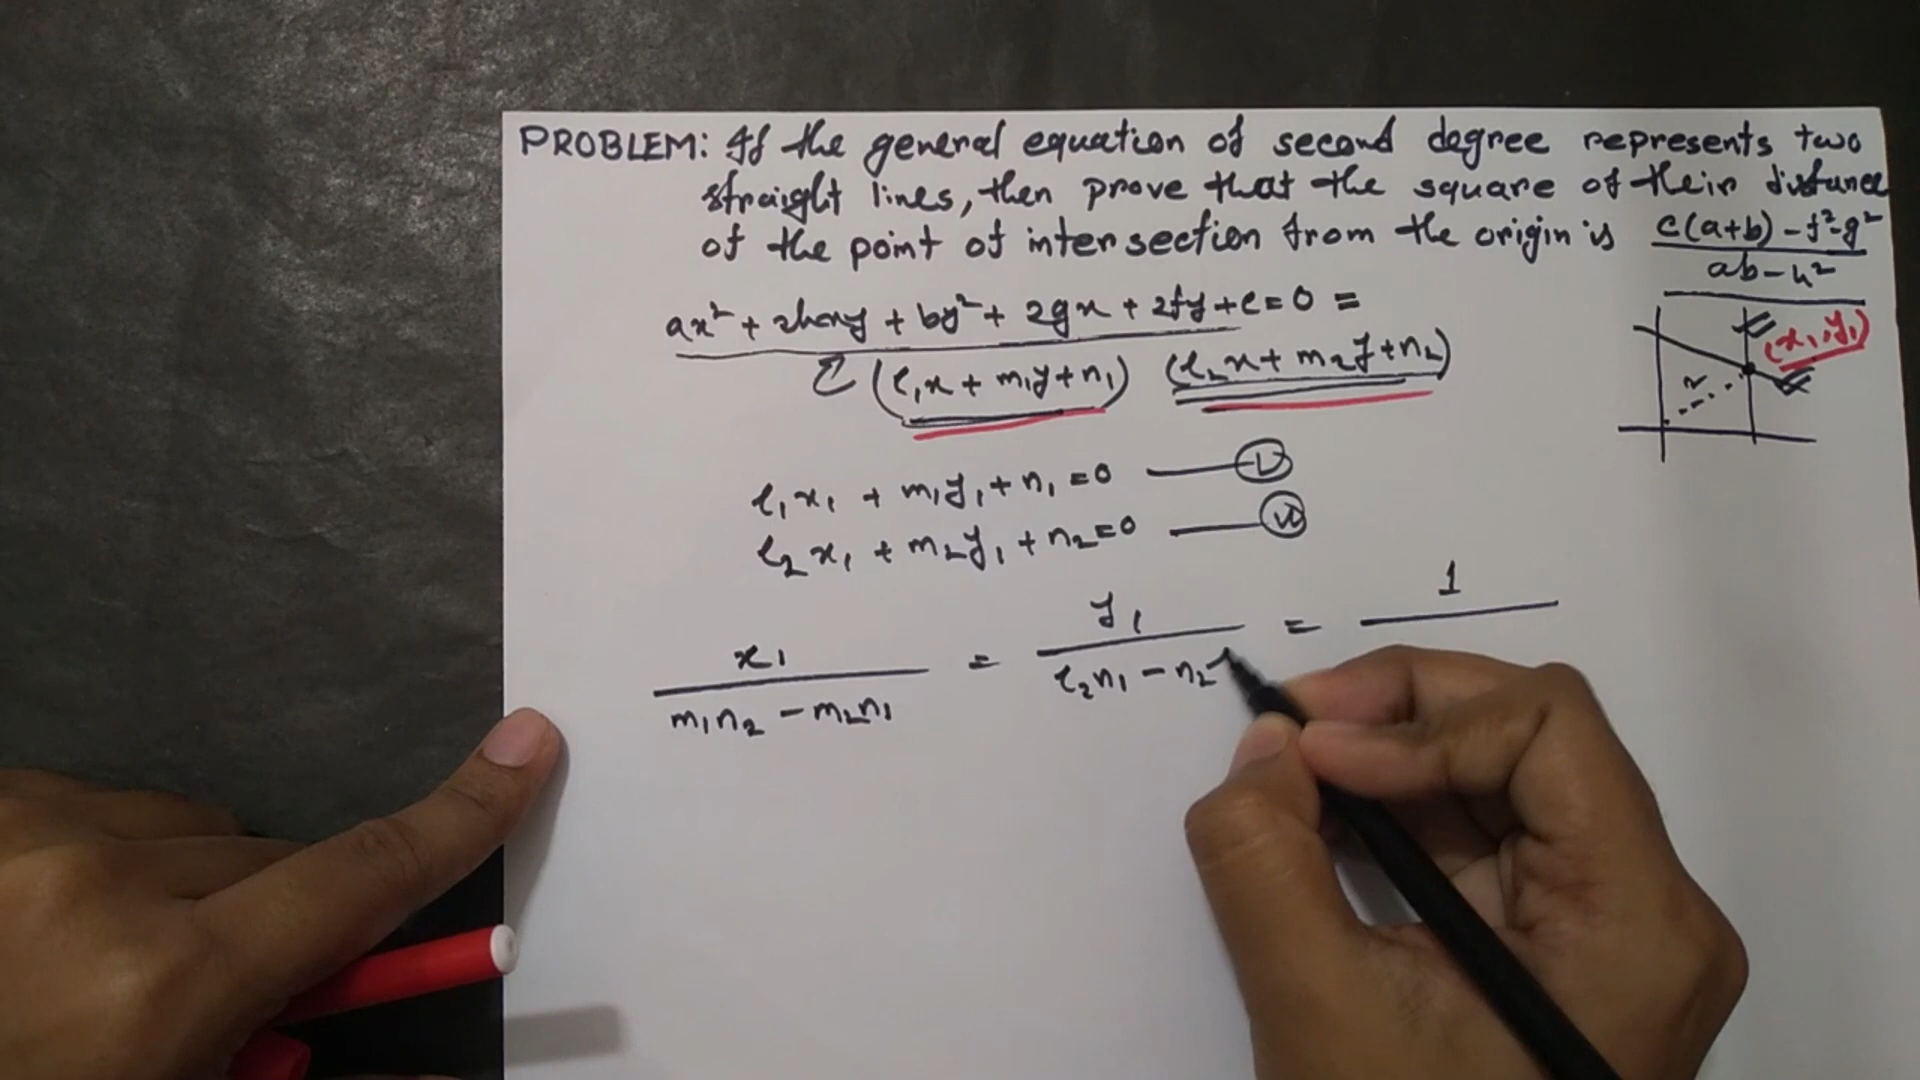 PROBLEM: If the general equation of second degree represents two
straight lines, then prove that the square of their distance
of the point of intersection from the origin is c(a+b)-f²-g² / ab-h²
ax² + 2hxy + by² + 2gx + 2fy + c = 0 =
(l₁x + m₁y + n₁) (l₂x + m₂y + n₂)
(x₁, y₁)
r
l₁x₁ + m₁y₁ + n₁ = 0
l₂x₁ + m₂y₁ + n₂ = 0
x₁ / m₁n₂ - m₂n₁ = y₁ / l₂n₁ - n₂ = 1